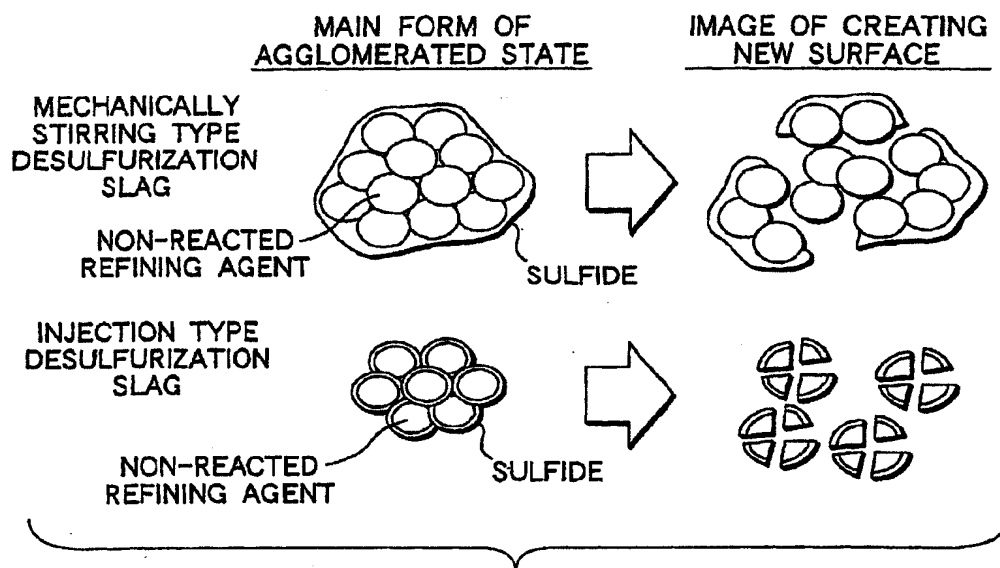 MAIN FORM OF
AGGLOMERATED STATE
IMAGE OF CREATING
NEW SURFACE
MECHANICALLY
STIRRING TYPE
DESULFURIZATION
SLAG
NON-REACTED
REFINING AGENT
SULFIDE
INJECTION TYPE
DESULFURIZATION
SLAG
NON-REACTED
REFINING AGENT
SULFIDE